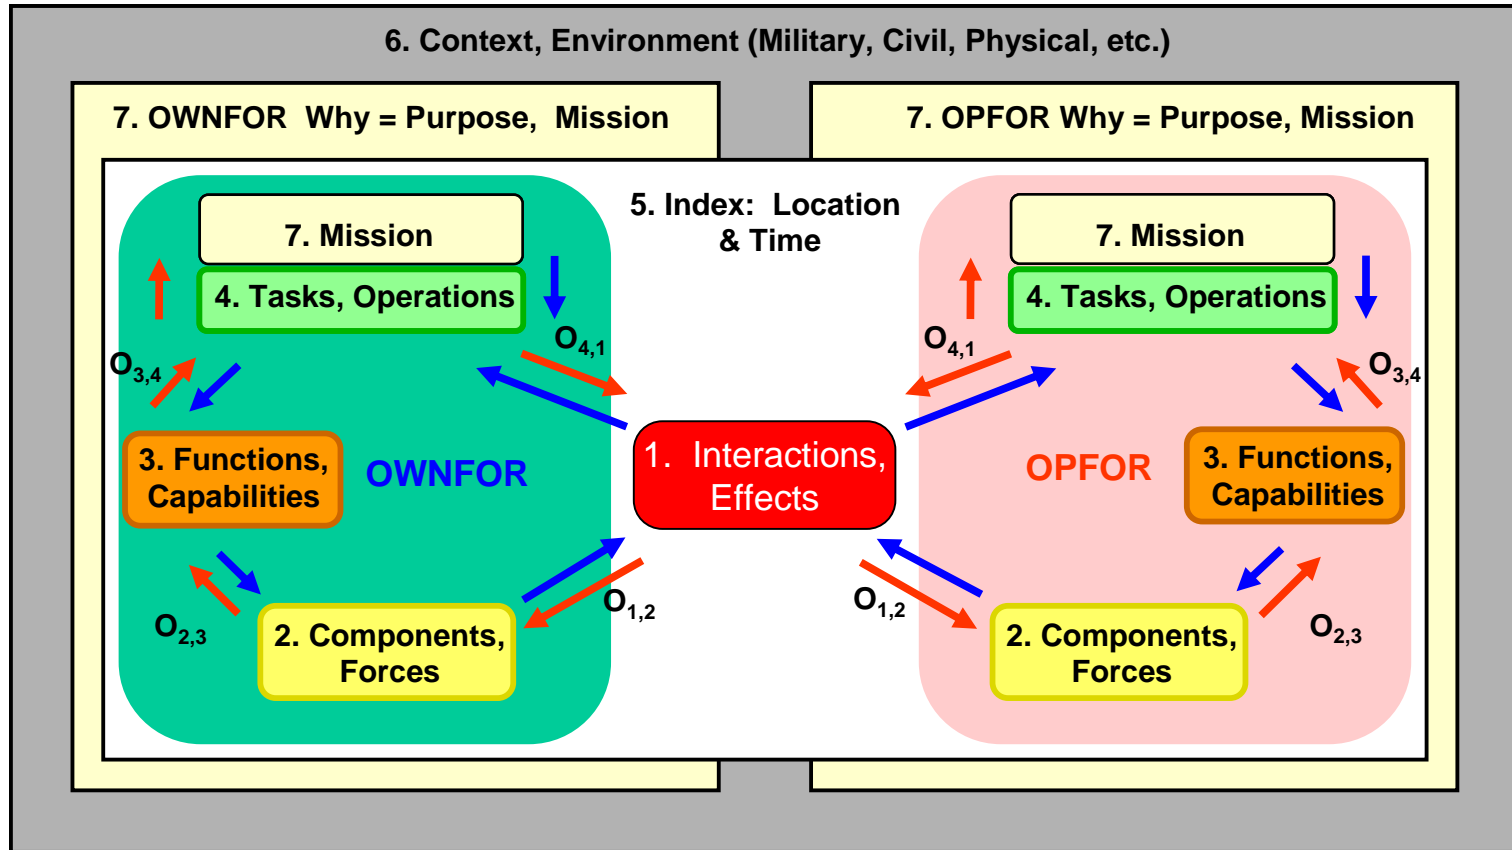 6. Context, Environment (Military, Civil, Physical, etc.)
7. OWNFOR  Why = Purpose,  Mission
7. OPFOR Why = Purpose, Mission
5. Index:  Location
& Time
7. Mission
4. Tasks, Operations
O4,1
O3,4
3. Functions,
Capabilities
OWNFOR
O2,3
2. Components,
Forces
O1,2
1.  Interactions,
Effects
7. Mission
4. Tasks, Operations
O4,1
O3,4
OPFOR
3. Functions,
Capabilities
O1,2
2. Components,
Forces
O2,3